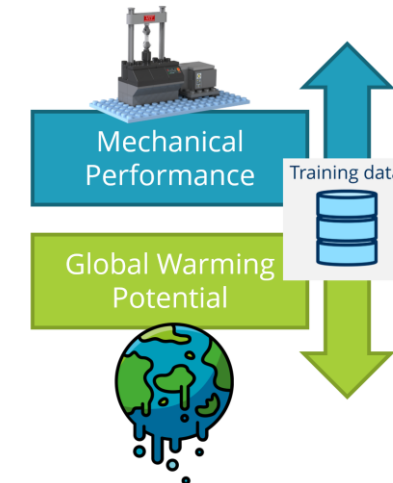 Mechanical
Performance
Training data
Global Warming
Potential